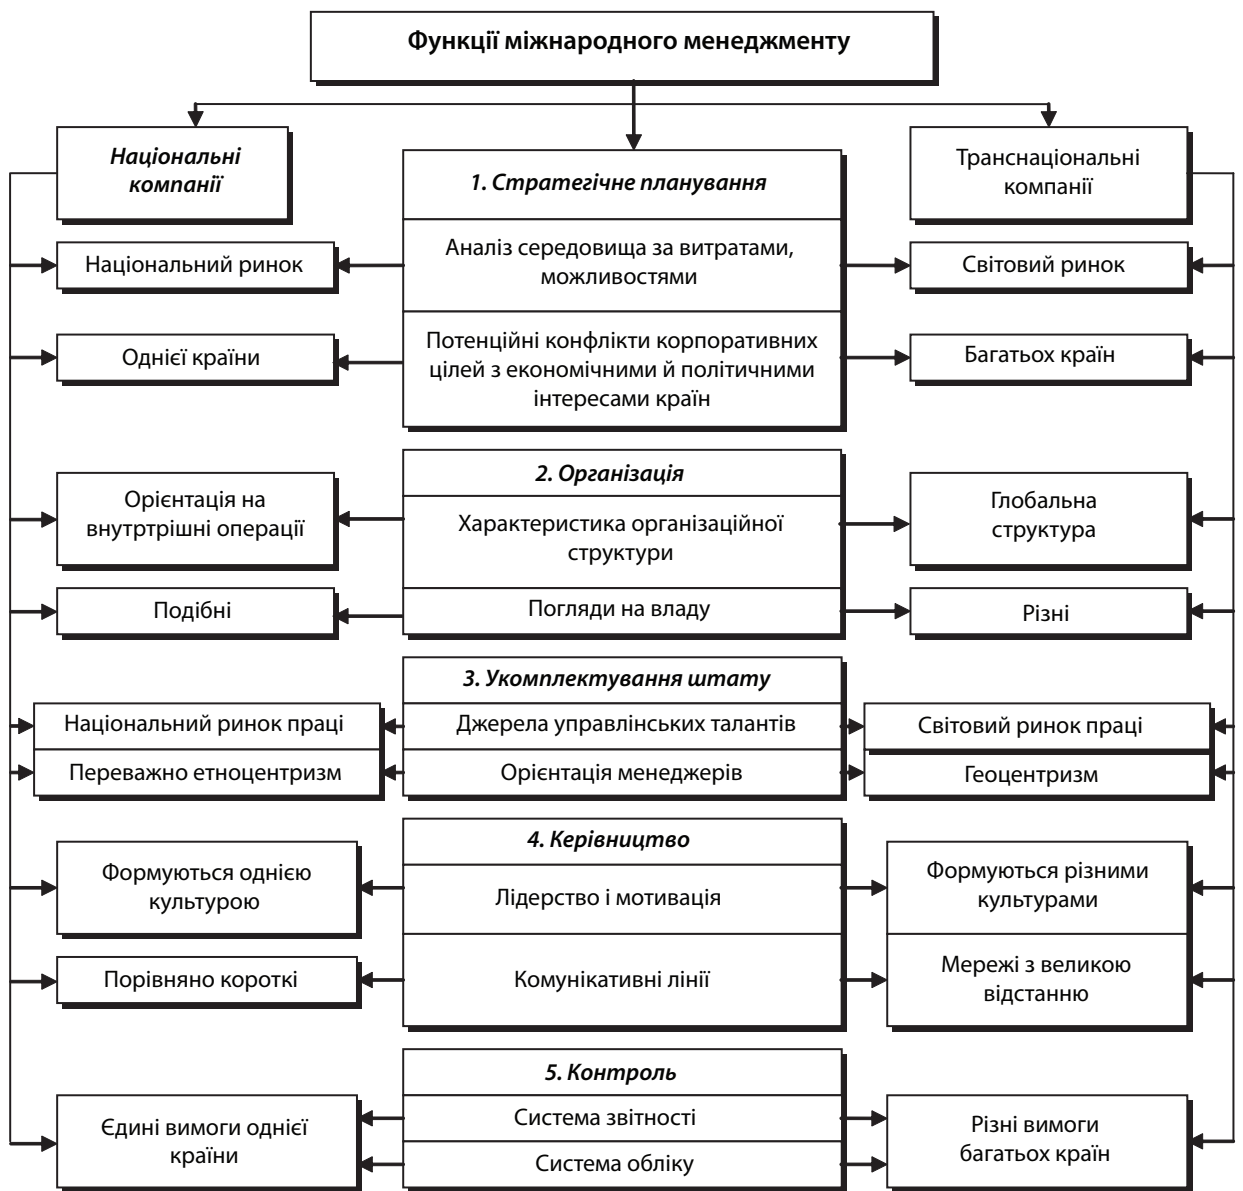 Функції міжнародного менеджменту
Національні
компанії
1. Стратегічне планування
Транснаціональні
компанії
Національний ринок
Аналіз середовища за витратами,
можливостями
Світовий ринок
Однієї країни
Потенційні конфлікти корпоративних
цілей з економічними й політичними
інтересами країн
Багатьох країн
2. Організація
Орієнтація на
внутртрішні операції
Характеристика організаційної
структури
Глобальна
структура
Подібні
Погляди на владу
Різні
3. Укомплектування штату
Національний ринок праці
Джерела управлінських талантів
Світовий ринок праці
Переважно етноцентризм
Орієнтація менеджерів
Геоцентризм
4. Керівництво
Формуються однією
культурою
Лідерство і мотивація
Формуються різними
культурами
Порівняно короткі
Комунікативні лінії
Мережі з великою
відстанню
5. Контроль
Єдині вимоги однієї
країни
Система звітності
Система обліку
Різні вимоги
багатьох країн